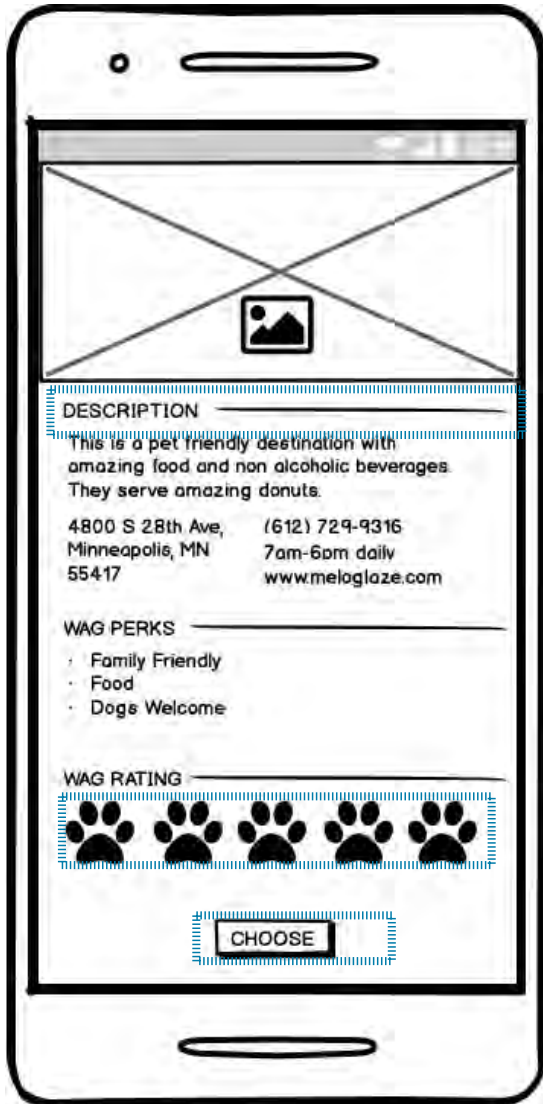 DESCRIPTION
This is a pet friendly destination with
amazing food and non alcoholic beverages.
They serve amazing donuts.
4800 S 28th Ave,
Minneapolis, MN
55417
(612) 729-9316
7am-6pm daily
www.meloglaze.com
WAG PERKS
· Family Friendly
· Food
· Dogs Welcome
WAG RATING
CHOOSE